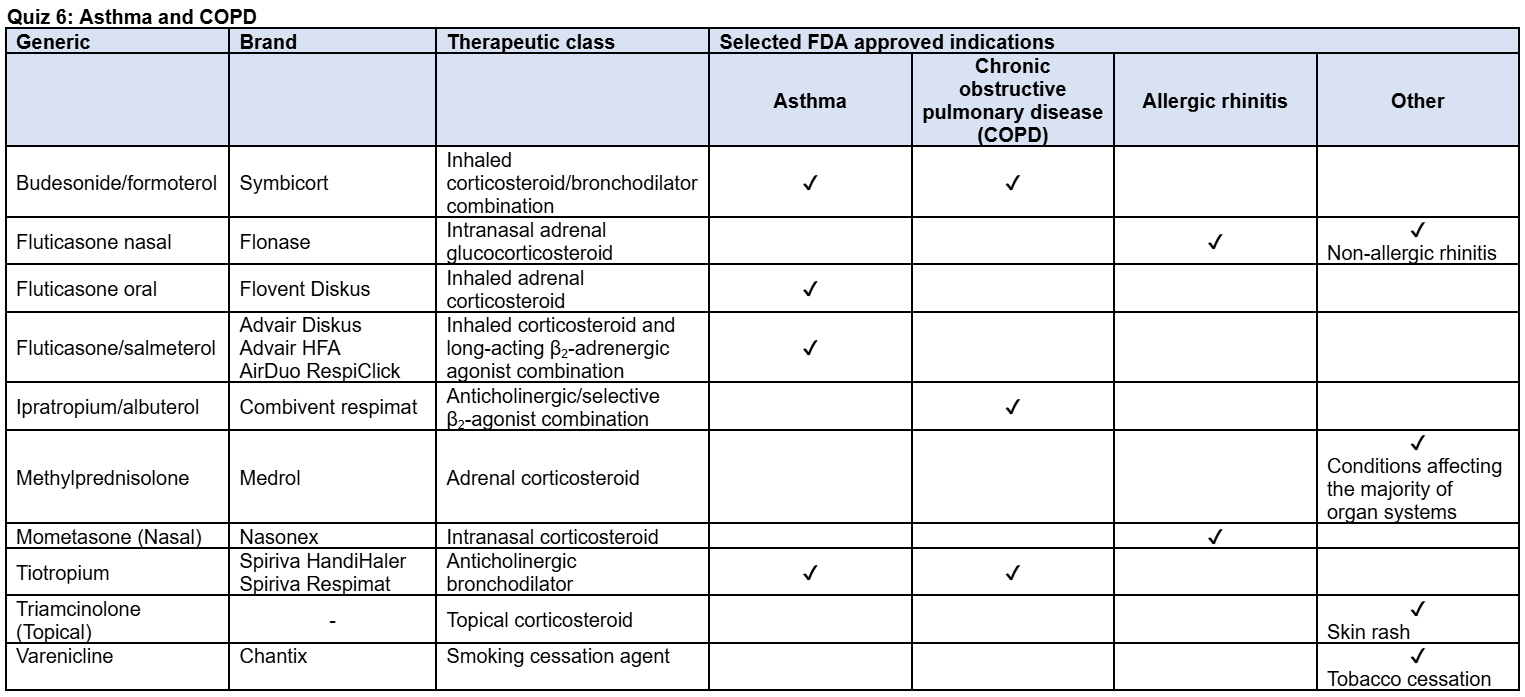 Quiz 6: Asthma and COPD
Generic Brand Therapeutic class Selected FDA approved indications
Asthma
Chronic
obstructive
pulmonary disease
(COPD)
Allergic rhinitis
Other
Budesonide/formoterol
Symbicort
Inhaled
corticosteroid/bronchodilator
combination
✓
✓
Fluticasone nasal
Flonase
Intranasal adrenal
glucocorticosteroid
✓
✓
Non-allergic rhinitis
Fluticasone oral
Flovent Diskus
Inhaled adrenal
corticosteroid
✓
Fluticasone/salmeterol
Advair Diskus
Advair HFA
AirDuo RespiClick
Inhaled corticosteroid and
long-acting β₂-adrenergic
agonist combination
✓
Ipratropium/albuterol
Combivent respimat
Anticholinergic/selective
β₂-agonist combination
✓
Methylprednisolone
Medrol
Adrenal corticosteroid
✓
Conditions affecting
the majority of
organ systems
Mometasone (Nasal)
Nasonex
Intranasal corticosteroid
✓
Tiotropium
Spiriva HandiHaler
Spiriva Respimat
Anticholinergic
bronchodilator
✓
✓
Triamcinolone
(Topical)
-
Topical corticosteroid
✓
Skin rash
Varenicline
Chantix
Smoking cessation agent
✓
Tobacco cessation